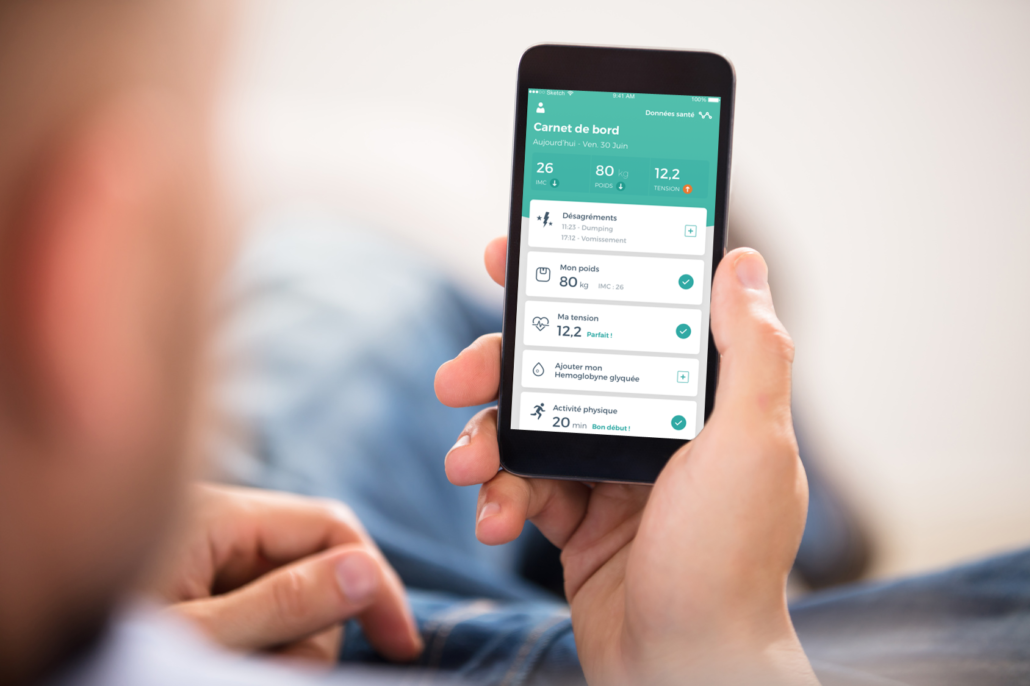 Sketch 9:41 AM 100%
Données santé
Carnet de bord
Aujourd'hui - Ven. 30 Juin
26 80 kg 12,2
IMC POIDS TENSION
Désagréments
11:23 - Dumping
17:12 - Vomissement
Mon poids
80 kg IMC : 26
Ma tension
12,2 Parfait !
Ajouter mon
Hemoglobyne glyquée
Activité physique
20 min Bon début !